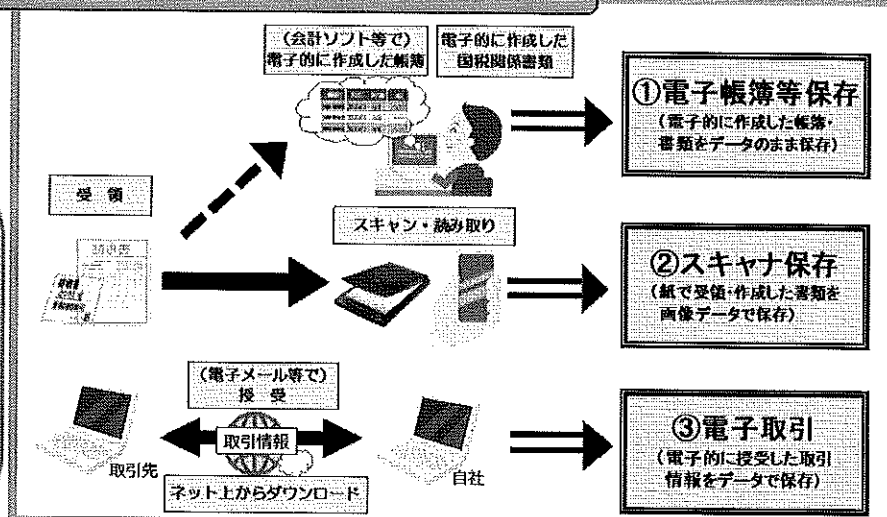 （会計ソフト等で）
電子的に作成した帳簿
電子的に作成した
国税関係書類
①電子帳簿等保存
（電子的に作成した帳簿・
書類をデータのまま保存）
受 領
請求書
スキャン・読み取り
②スキャナ保存
（紙で受領・作成した書類を
画像データで保存）
（電子メール等で）
授 受
取引情報
取引先
自社
ネット上からダウンロード
③電子取引
（電子的に授受した取引
情報をデータで保存）